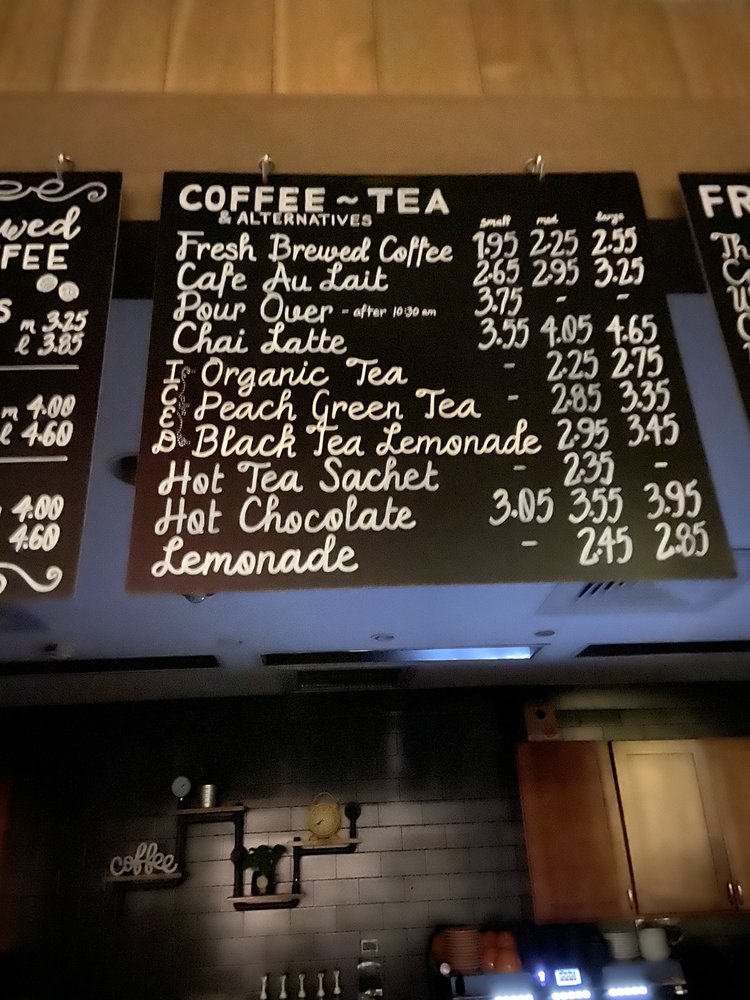 wed
FEE
m 3.25
l 3.85
m 4.00
l 4.60
4.00
4.60
COFFEE ~ TEA
& ALTERNATIVES
small med large
Fresh Brewed Coffee 1.95 2.25 2.55
Cafe Au Lait 2.65 2.95 3.25
Pour Over - after 10:30 am 3.75 - -
Chai Latte 3.55 4.05 4.65
ICED
Organic Tea - 2.25 2.75
Peach Green Tea - 2.85 3.35
Black Tea Lemonade 2.95 3.45
Hot Tea Sachet - 2.35 -
Hot Chocolate 3.05 3.55 3.95
Lemonade - 2.45 2.85
FR
Th
coffee